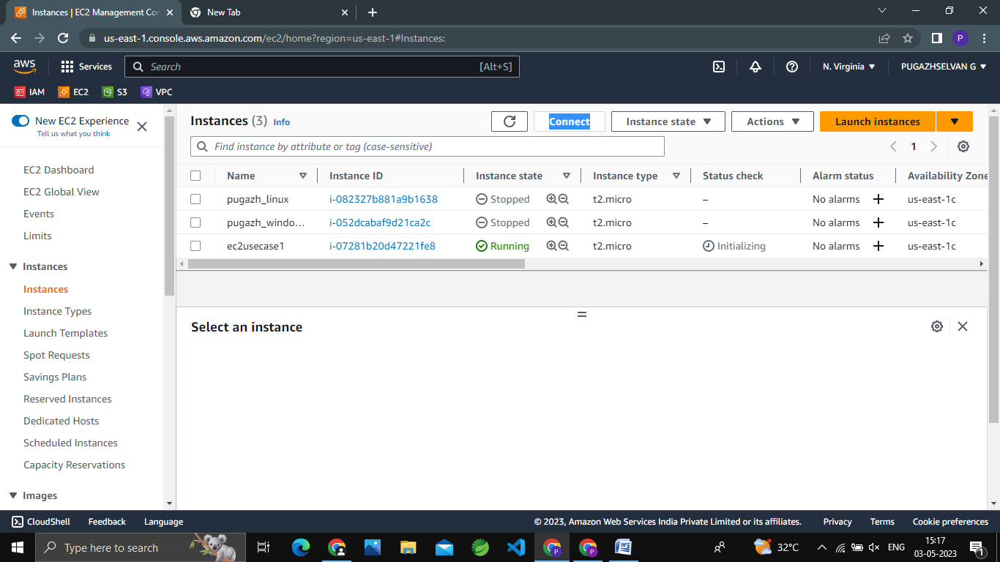 Instances | EC2 Management Con
New Tab
us-east-1.console.aws.amazon.com/ec2/home?region=us-east-1#Instances:
P
aws
Services
Search
[Alt+S]
N. Virginia
PUGAZHSELVAN G
IAM
EC2
S3
VPC
New EC2 Experience
Tell us what you think
EC2 Dashboard
EC2 Global View
Events
Limits
Instances
Instances
Instance Types
Launch Templates
Spot Requests
Savings Plans
Reserved Instances
Dedicated Hosts
Scheduled Instances
Capacity Reservations
Images
Instances (3) Info
Connect
Instance state
Actions
Launch instances
Find instance by attribute or tag (case-sensitive)
1
Name Instance ID Instance state Instance type Status check Alarm status Availability Zone
pugazh_linux i-082327b881a9b1638 Stopped t2.micro – No alarms us-east-1c
pugazh_windo... i-052dcabaf9d21ca2c Stopped t2.micro – No alarms us-east-1c
ec2usecase1 i-07281b20d47221fe8 Running t2.micro Initializing No alarms us-east-1c
Select an instance
CloudShell Feedback Language
© 2023, Amazon Web Services India Private Limited or its affiliates. Privacy Terms Cookie preferences
Type here to search
P
P
32°C
ENG
15:17
03-05-2023
1